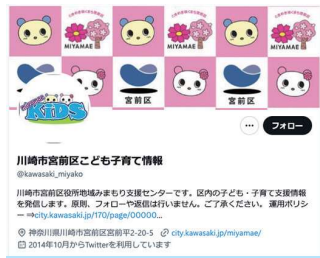 MIYAMAE
MIYAMAE
MIYAMAE
宮前区
宮前区
KIDS
フォロー
川崎市宮前区こども子育て情報
@kawasaki_miyako
川崎市宮前区役所地域みまもり支援センターです。区内の子ども・子育て支援情報
を発信します。原則、フォローや返信は行いません。ご了承ください。 運用ポリシ
ー ⇒city.kawasaki.jp/170/page/00000...
神奈川県川崎市宮前区宮前平2-20-5 city.kawasaki.jp/miyamae/
2014年10月からTwitterを利用しています